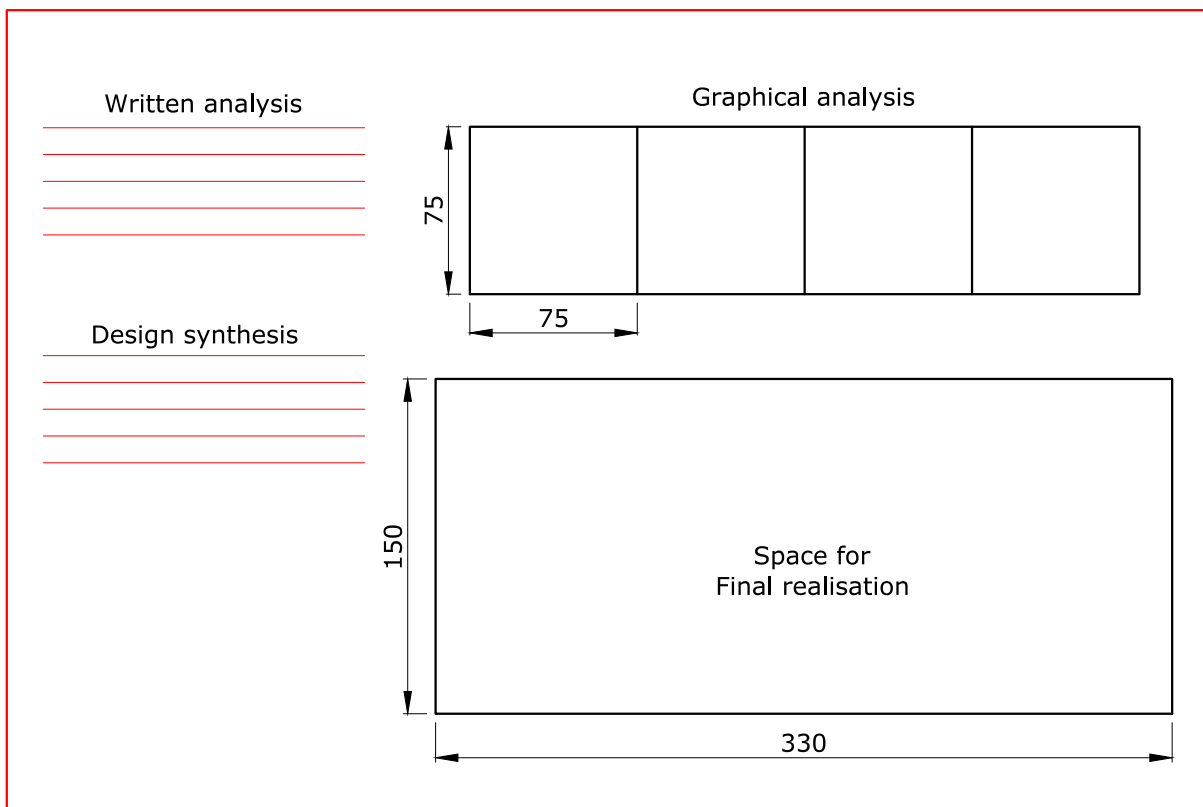 Written analysis
Graphical analysis
75
75
Design synthesis
150
Space for
Final realisation
330